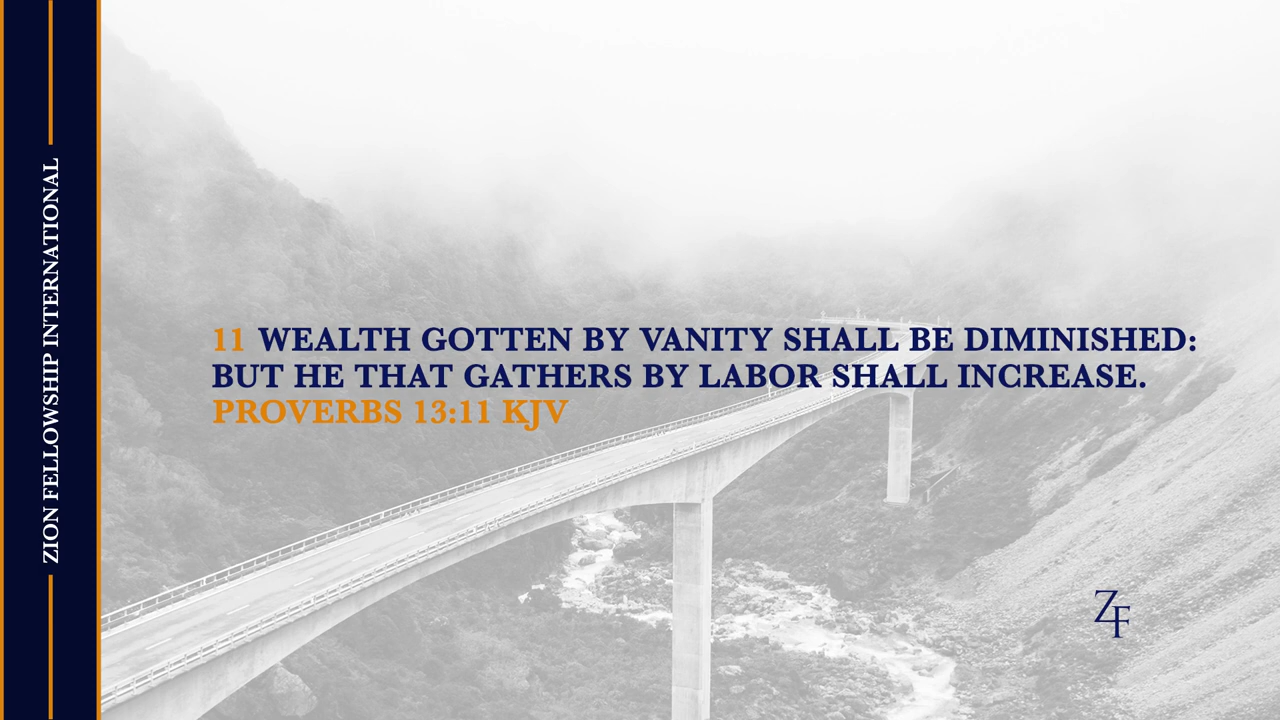 ZION FELLOWSHIP INTERNATIONAL
11 WEALTH GOTTEN BY VANITY SHALL BE DIMINISHED:
BUT HE THAT GATHERS BY LABOR SHALL INCREASE.
PROVERBS 13:11 KJV
ZF